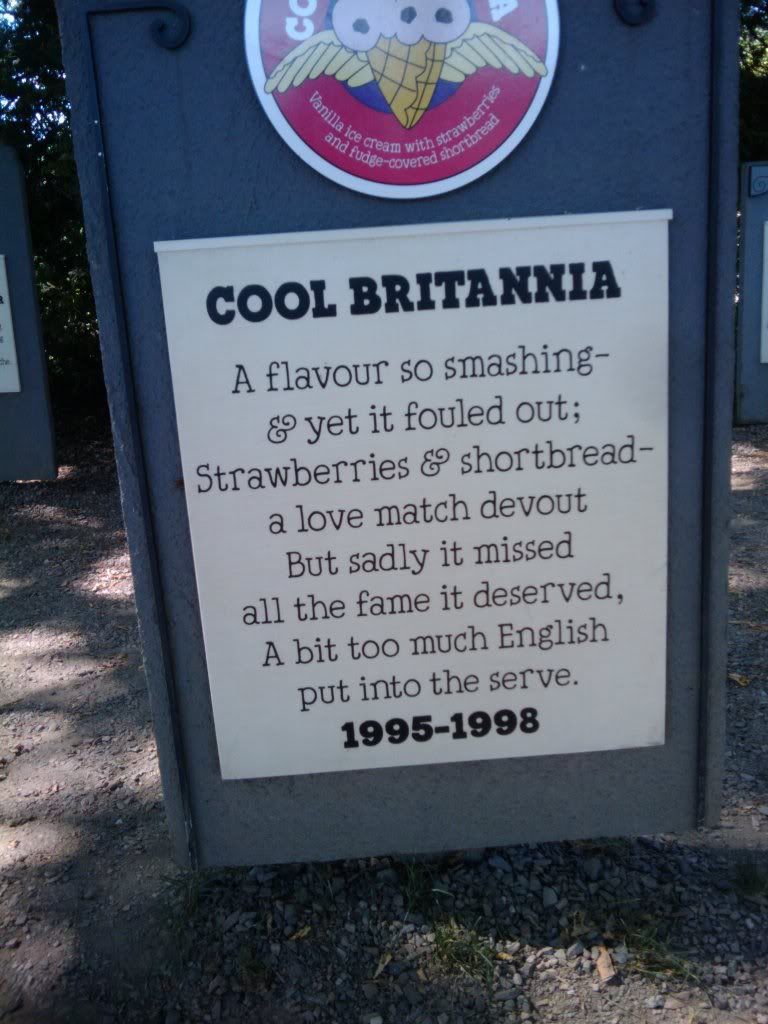 CO
A
Vanilla ice cream with strawberries
and fudge-covered shortbread
COOL BRITANNIA
A flavour so smashing-
& yet it fouled out;
Strawberries & shortbread-
a love match devout
But sadly it missed
all the fame it deserved,
A bit too much English
put into the serve.
1995-1998